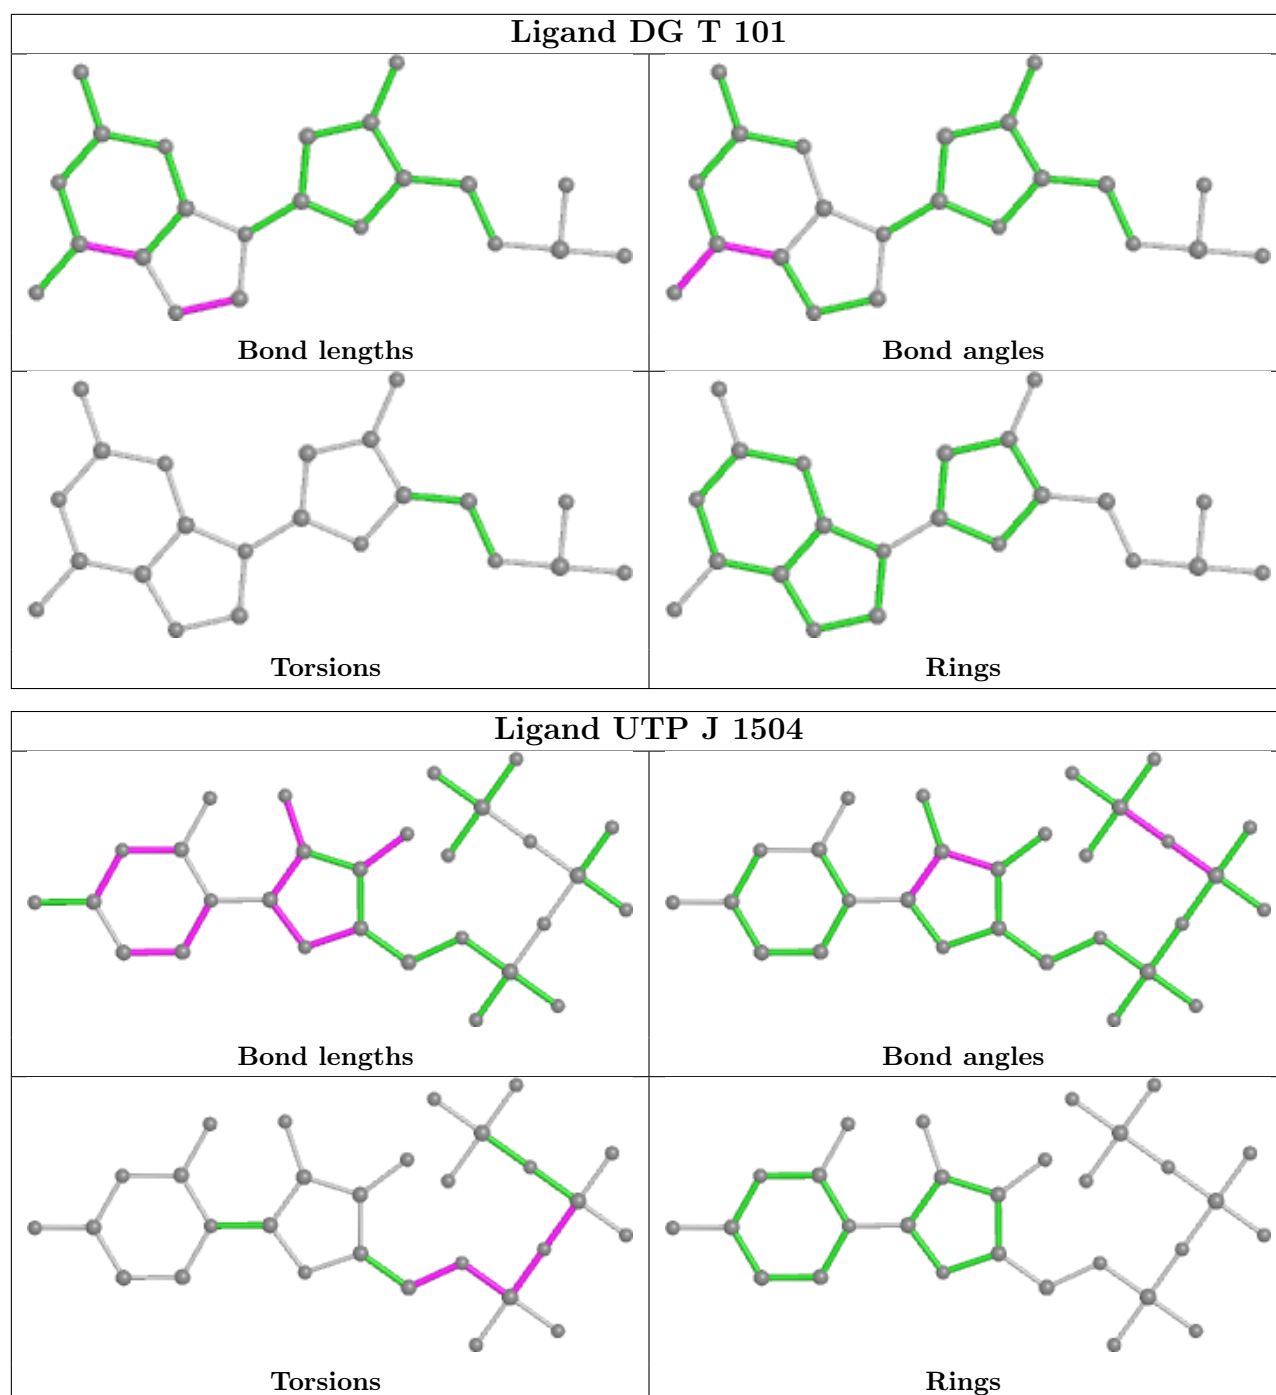 Ligand DG T 101
Bond lengths
Bond angles
Torsions
Rings
Ligand UTP J 1504
Bond lengths
Bond angles
Torsions
Rings